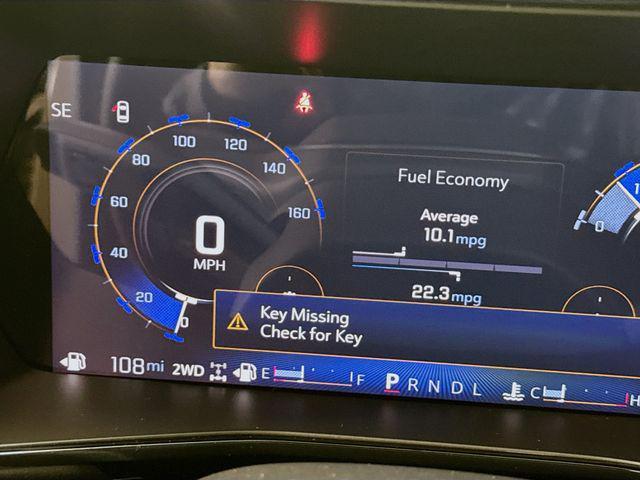 SE
80
100
120
140
60
160
40
20
0
0
MPH
Fuel Economy
Average
10.1mpg
22.3mpg
0
Key Missing
Check for Key
108mi 2WD E F P R N D L C H